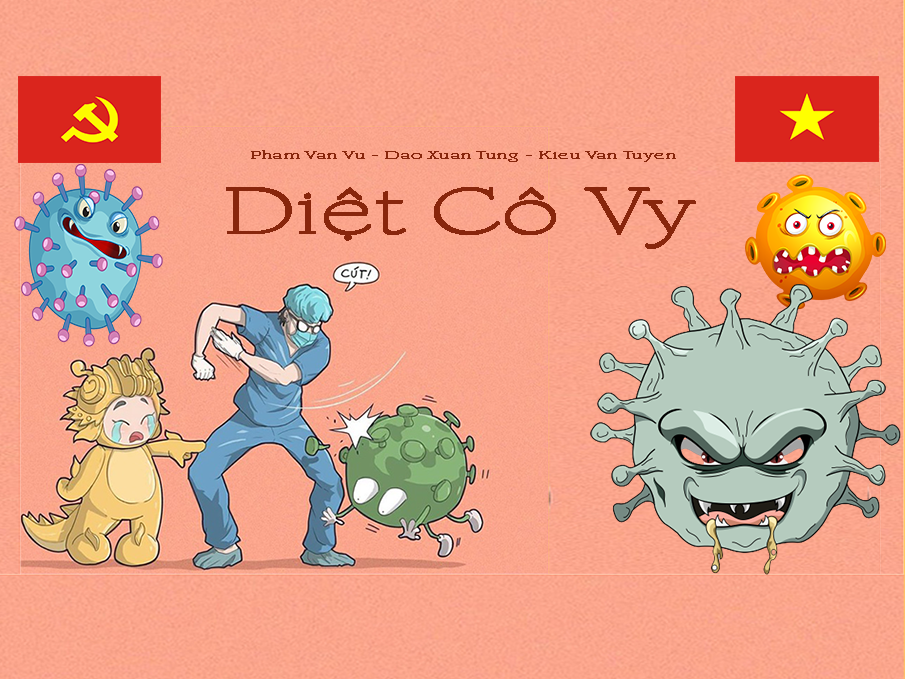 Pham Van Vu - Dao Xuan Tung - Kieu Van Tuyen
Diệt Cô Vy
CÚT!